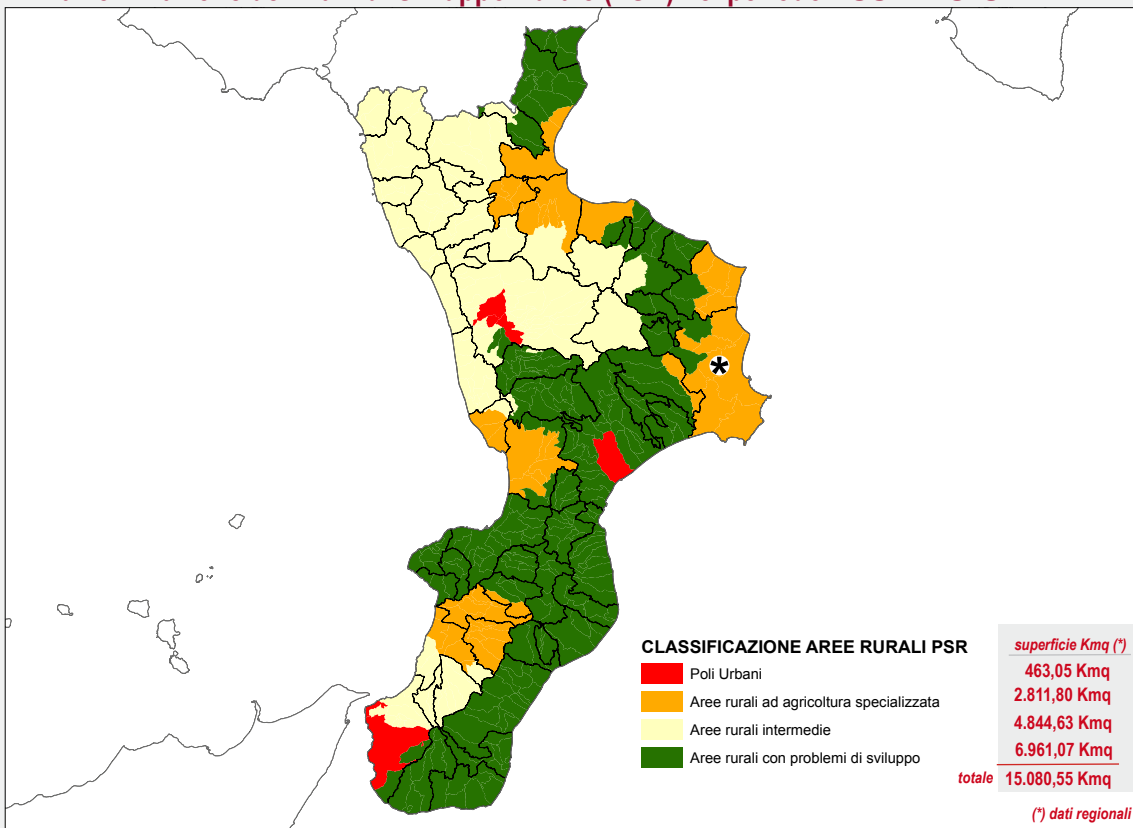 CLASSIFICAZIONE AREE RURALI PSR
superficie Kmq (*)
Poli Urbani
463,05 Kmq
Aree rurali ad agricoltura specializzata
2.811,80 Kmq
Aree rurali intermedie
4.844,63 Kmq
Aree rurali con problemi di sviluppo
6.961,07 Kmq
totale 15.080,55 Kmq
(*) dati regionali
*